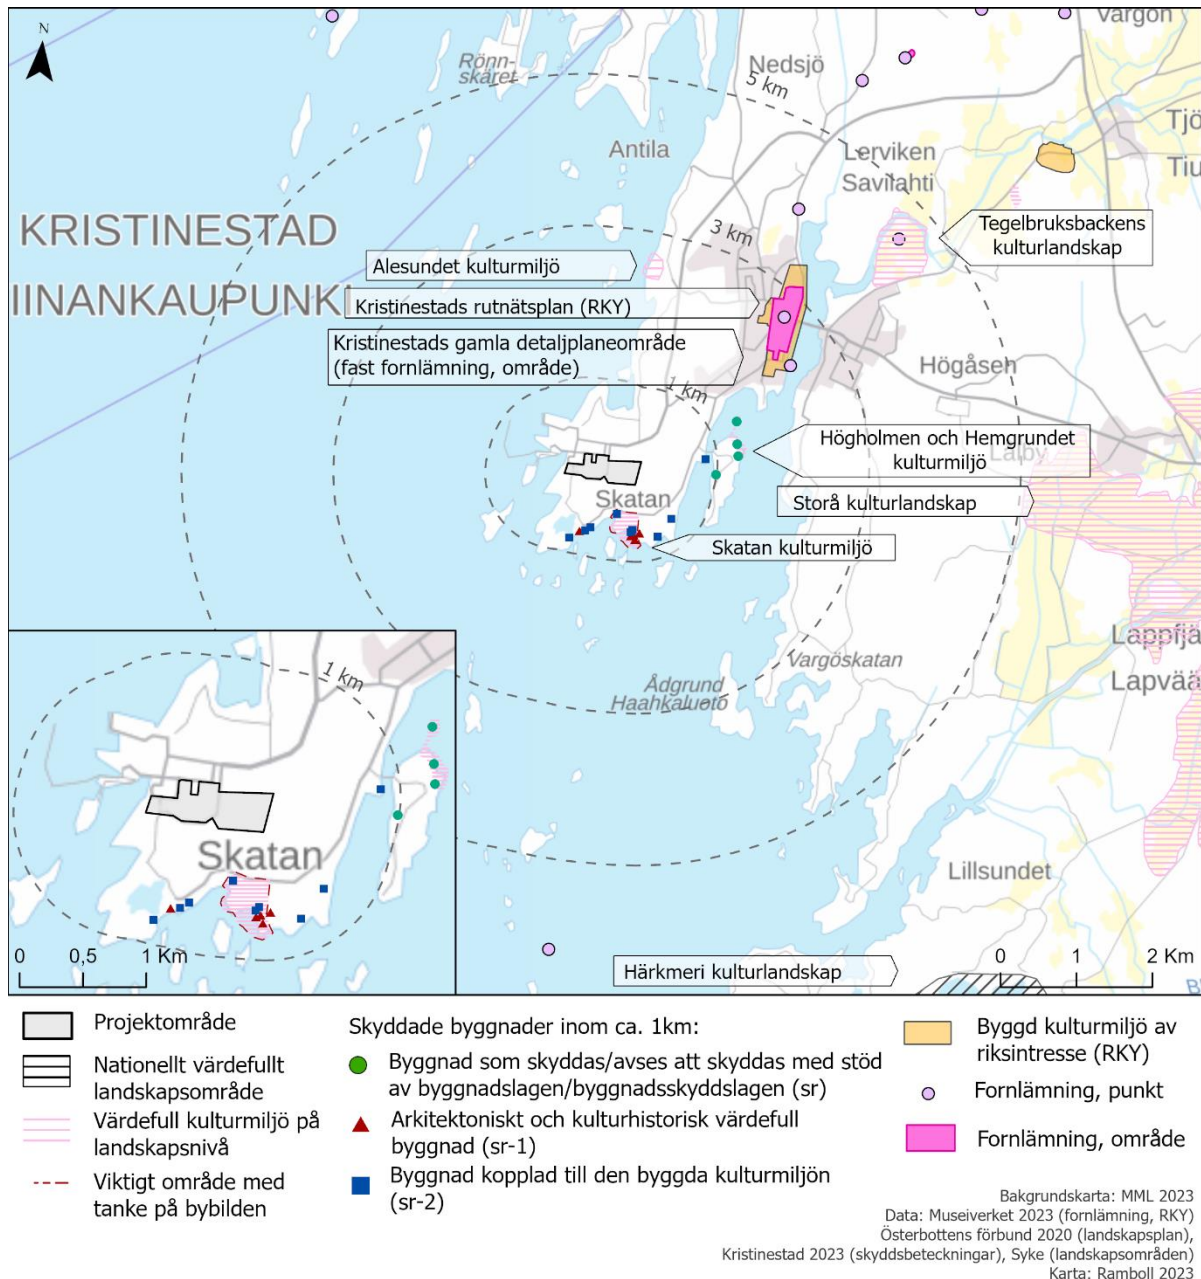 N
Rönn-
skäret
Nedsjö
Vargön
5 km
Antila
Lerviken
Savilahti
Tjö
Tiu
KRISTINESTAD
IINANKAUPUNKI
3 km
Tegelbruksbackens
kulturlandskap
Alesundet kulturmiljö
Kristinestads rutnätsplan (RKY)
Kristinestads gamla detaljplaneområde
(fast fornlämning, område)
Högåsen
1 km
Högholmen och Hemgrundet
kulturmiljö
Lålby
Skatan
Storå kulturlandskap
Skatan kulturmiljö
Lappfjä
Lapvää
Vargöskatan
Ådgrund
Haahkaluoto
1 km
Skatan
Lillsundet
0 0,5 1 Km
Härkmeri kulturlandskap
0 1 2 Km
Projektområde
Nationellt värdefullt
landskapsområde
Värdefull kulturmiljö på
landskapsnivå
Viktigt område med
tanke på bybilden
Skyddade byggnader inom ca. 1km:
Byggnad som skyddas/avses att skyddas med stöd
av byggnadslagen/byggnadsskyddslagen (sr)
Arkitektoniskt och kulturhistorisk värdefull
byggnad (sr-1)
Byggnad kopplad till den byggda kulturmiljön
(sr-2)
Byggd kulturmiljö av
riksintresse (RKY)
Fornlämning, punkt
Fornlämning, område
Bakgrundskarta: MML 2023
Data: Museiverket 2023 (fornlämning, RKY)
Österbottens förbund 2020 (landskapsplan),
Kristinestad 2023 (skyddsbeteckningar), Syke (landskapsområden)
Karta: Ramboll 2023